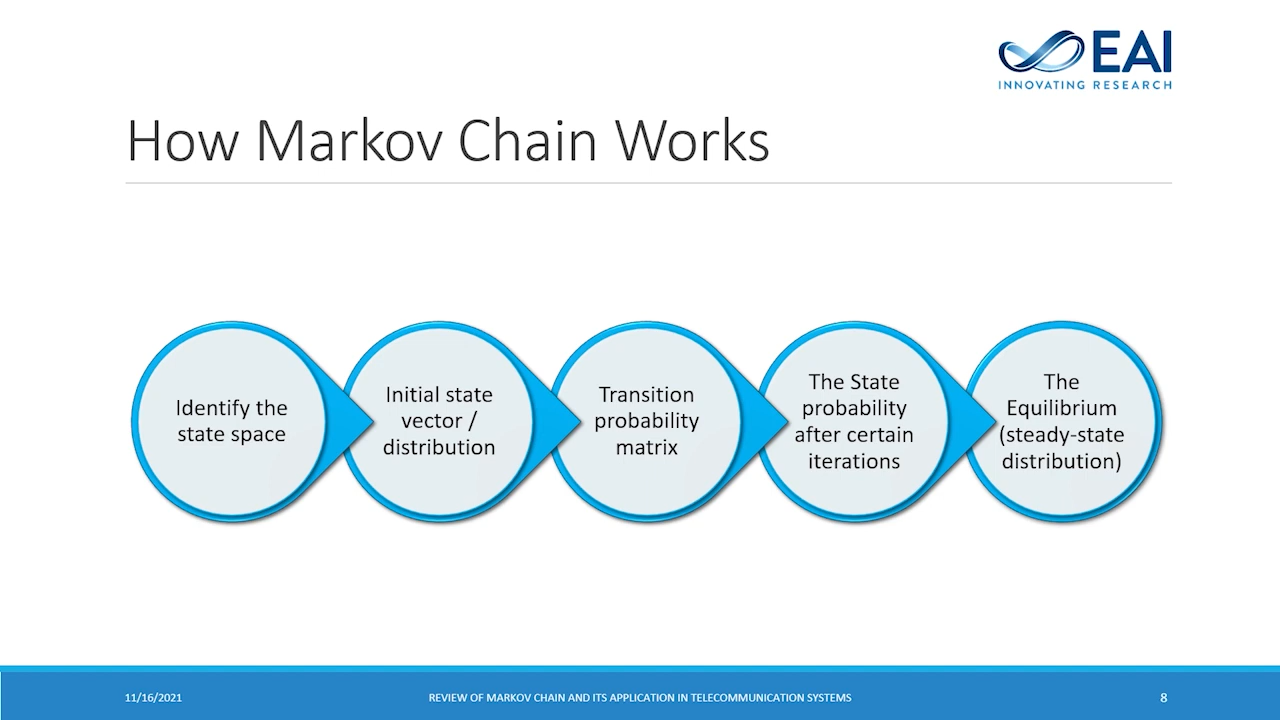 EAI
INNOVATING RESEARCH
How Markov Chain Works
Identify the
state space
Initial state
vector /
distribution
Transition
probability
matrix
The State
probability
after certain
iterations
The
Equilibrium
(steady-state
distribution)
11/16/2021
REVIEW OF MARKOV CHAIN AND ITS APPLICATION IN TELECOMMUNICATION SYSTEMS
8